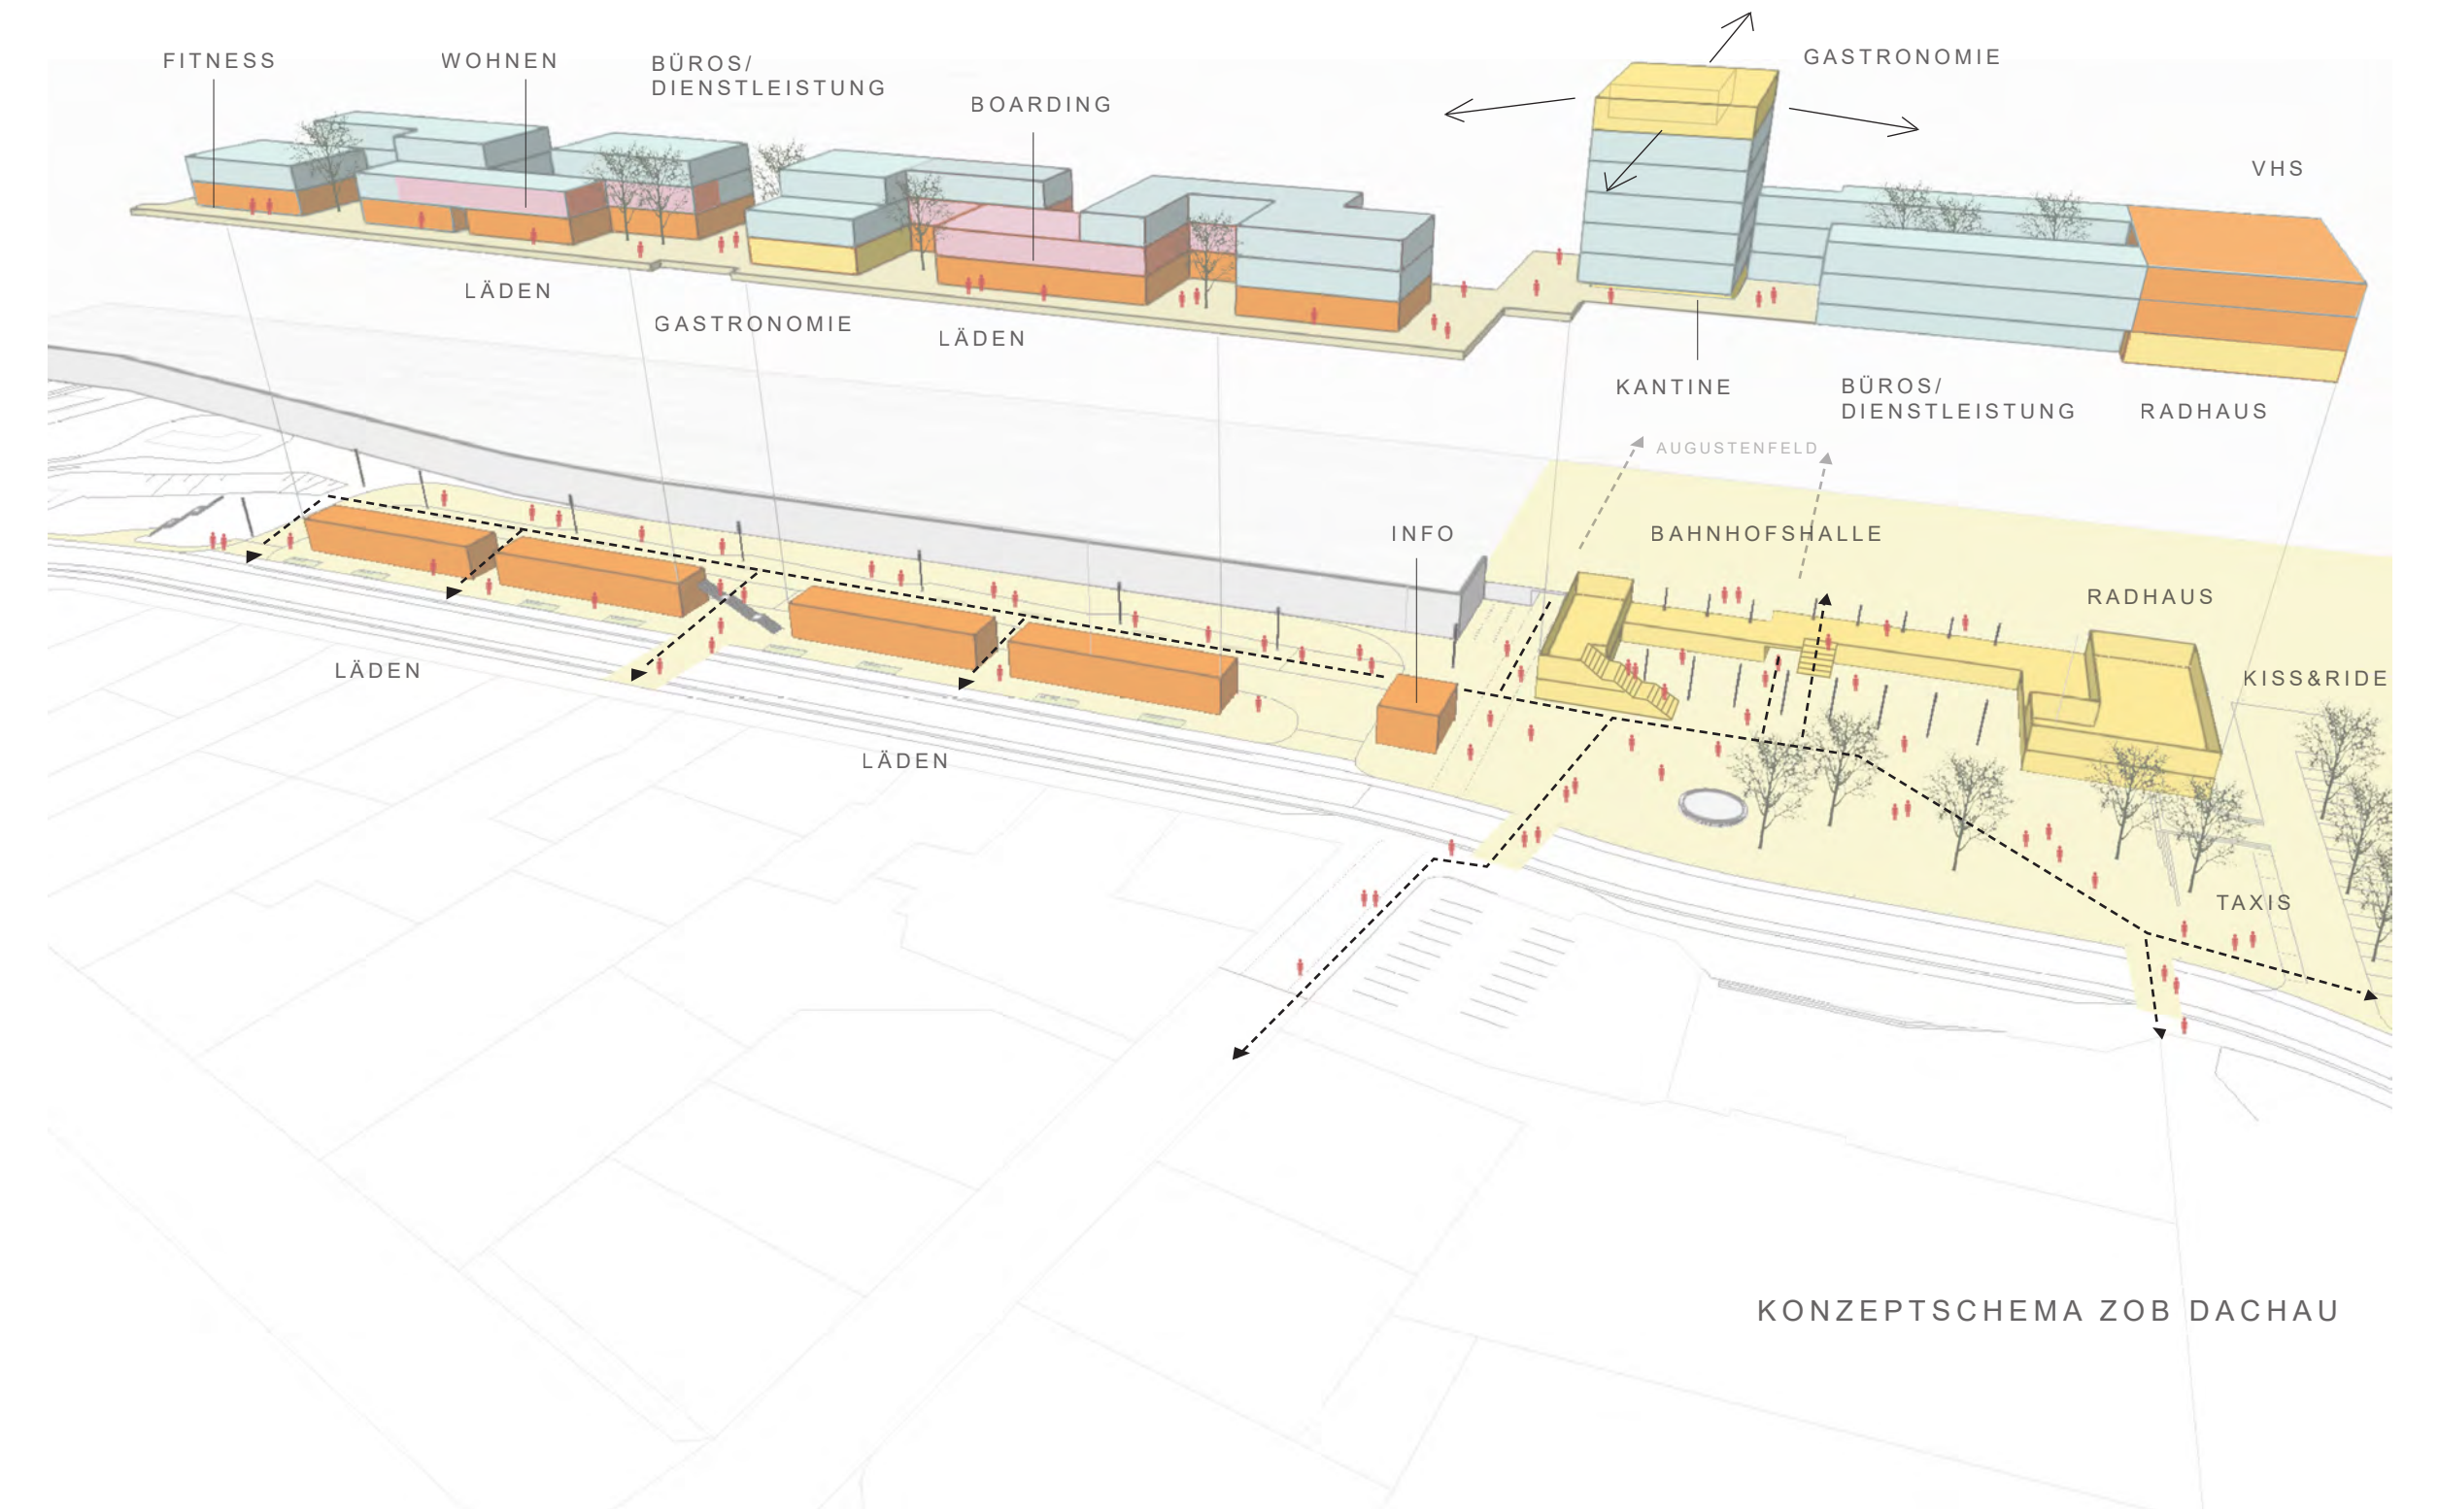 FITNESS
WOHNEN
BÜROS/
DIENSTLEISTUNG
BOARDING
GASTRONOMIE
VHS
LÄDEN
GASTRONOMIE
LÄDEN
KANTINE
BÜROS/
DIENSTLEISTUNG
RADHAUS
AUGUSTENFELD
INFO
BAHNHOFSHALLE
RADHAUS
KISS&RIDE
LÄDEN
LÄDEN
TAXIS
KONZEPTSCHEMA ZOB DACHAU